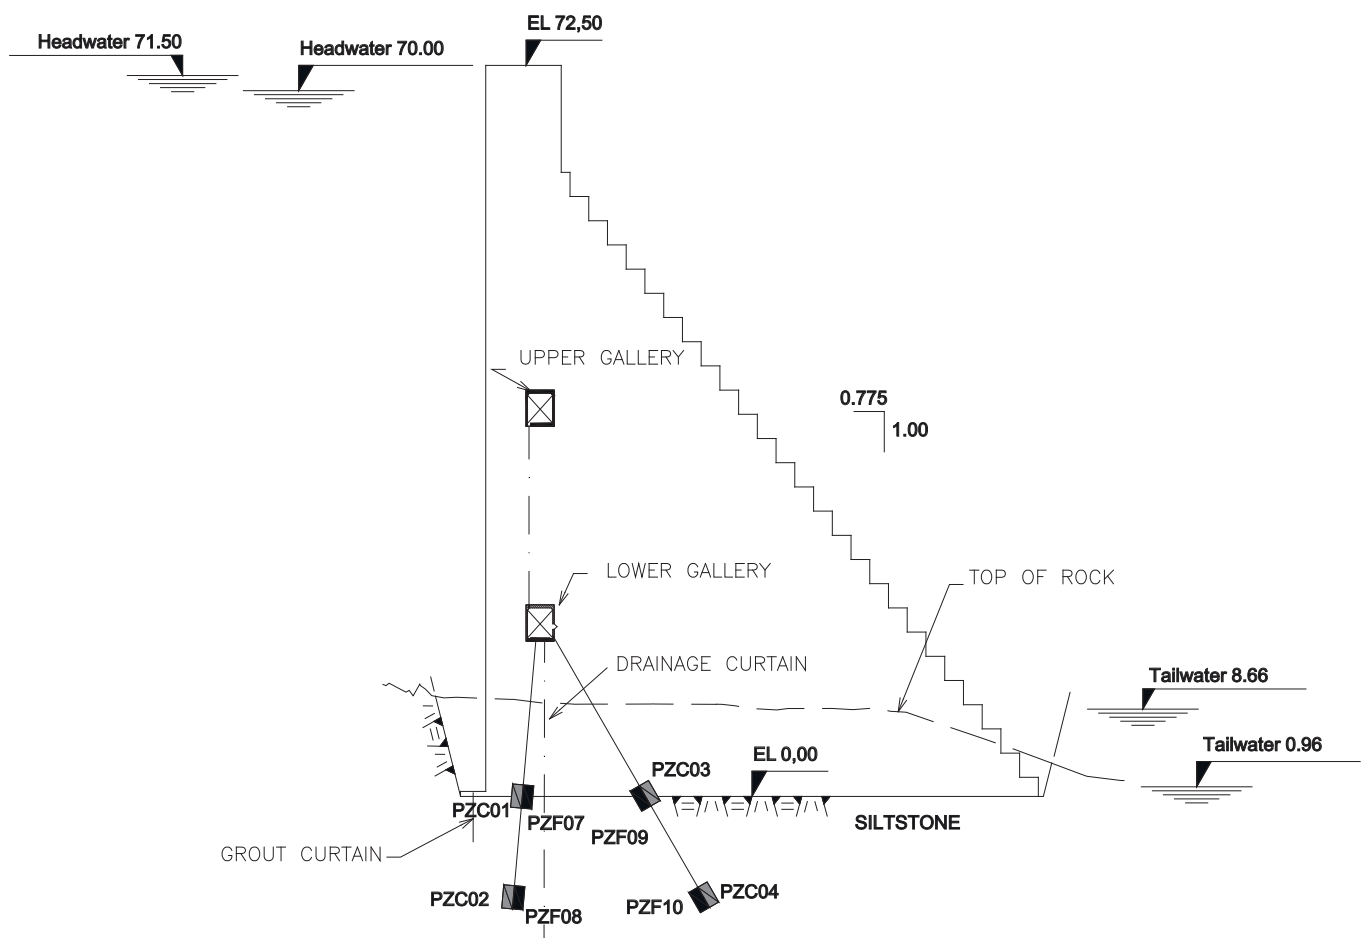 EL 72,50
Headwater 71.50
Headwater 70.00
UPPER GALLERY
0.775
1.00
LOWER GALLERY
TOP OF ROCK
DRAINAGE CURTAIN
Tailwater 8.66
Tailwater 0.96
EL 0,00
PZC03
PZC01
PZF07
PZF09
SILTSTONE
GROUT CURTAIN
PZC02
PZF08
PZF10
PZC04